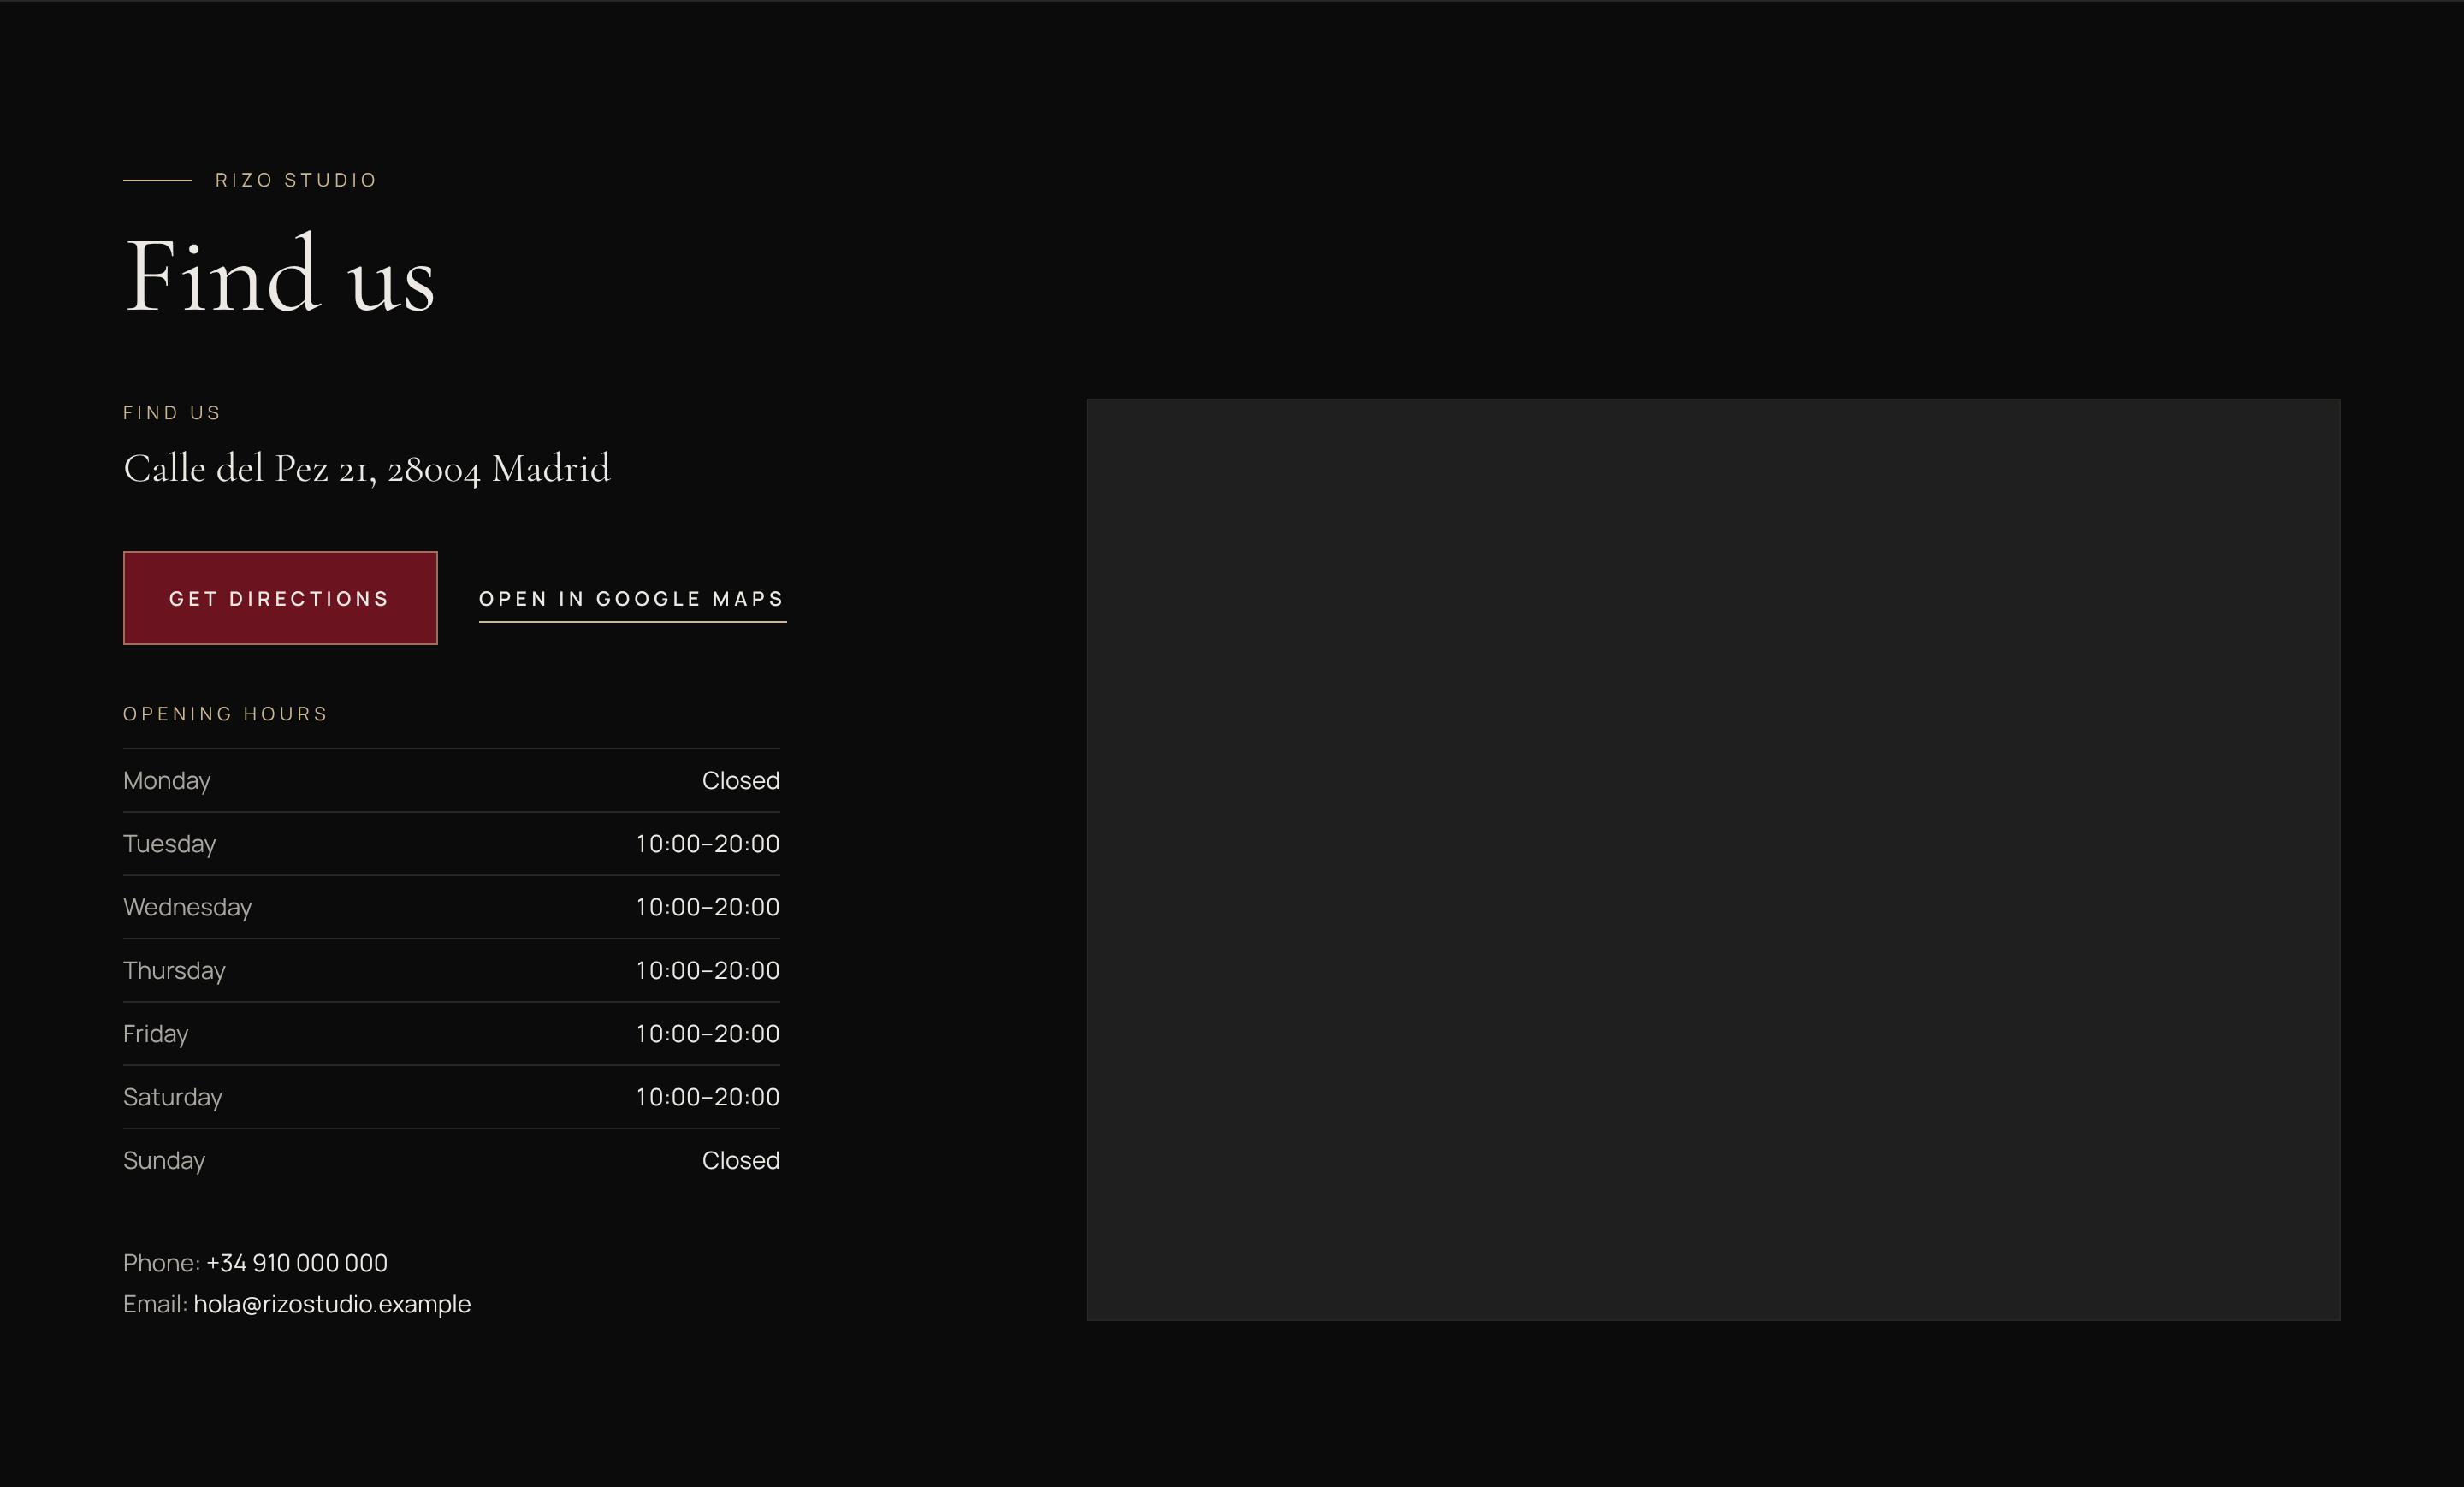 RIZO STUDIO
Find us
FIND US
Calle del Pez 21, 28004 Madrid
GET DIRECTIONS
OPEN IN GOOGLE MAPS
OPENING HOURS
Monday Closed
Tuesday 10:00–20:00
Wednesday 10:00–20:00
Thursday 10:00–20:00
Friday 10:00–20:00
Saturday 10:00–20:00
Sunday Closed
Phone: +34 910 000 000
Email: hola@rizostudio.example